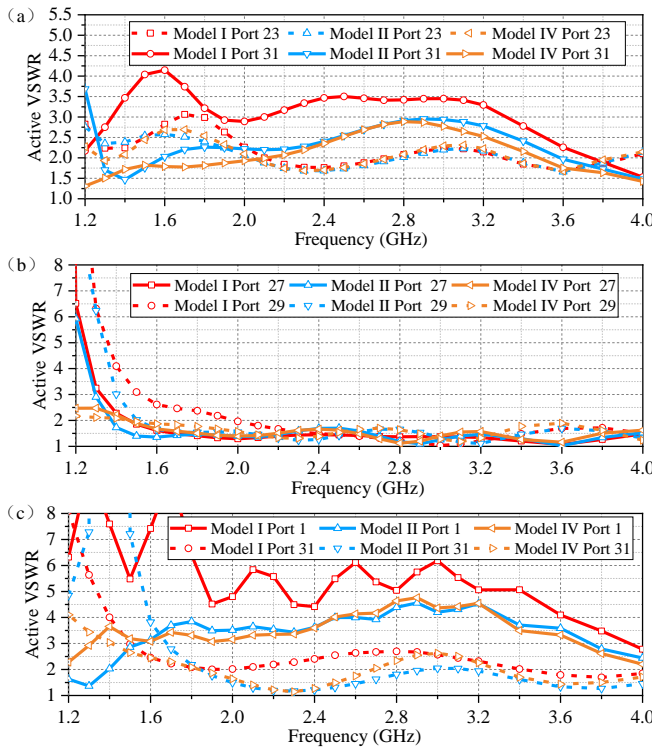 （a）
5.5
5.0
4.5
4.0
3.5
3.0
2.5
2.0
1.5
1.0
Active VSWR
Model I Port 23 Model II Port 23 Model IV Port 23
Model I Port 31 Model II Port 31 Model IV Port 31
1.2 1.6 2.0 2.4 2.8 3.2 3.6 4.0
Frequency (GHz)
（b）
8
7
6
5
4
3
2
1
Active VSWR
Model I Port 27 Model II Port 27 Model IV Port 27
Model I Port 29 Model II Port 29 Model IV Port 29
1.2 1.6 2.0 2.4 2.8 3.2 3.6 4.0
Frequency (GHz)
（c）
8
7
6
5
4
3
2
1
Active VSWR
Model I Port 1 Model II Port 1 Model IV Port 1
Model I Port 31 Model II Port 31 Model IV Port 31
1.2 1.6 2.0 2.4 2.8 3.2 3.6 4.0
Frequency (GHz)